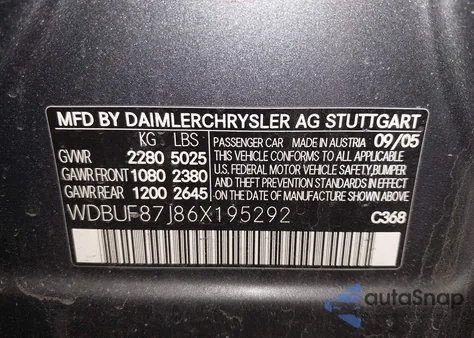 MFD BY DAIMLERCHRYSLER AG STUTTGART
KG LBS
GVWR 2280 5025
GAWR FRONT 1080 2380
GAWR REAR 1200 2645
PASSENGER CAR MADE IN AUSTRIA 09/05
THIS VEHICLE CONFORMS TO ALL APPLICABLE
U.S. FEDERAL MOTOR VEHICLE SAFETY,BUMPER
AND THEFT PREVENTION STANDARDS IN EFFECT
ON THE DATE OF MANUFACTURE SHOWN ABOVE
WDBUF87J86X195292
C368
autoSnap